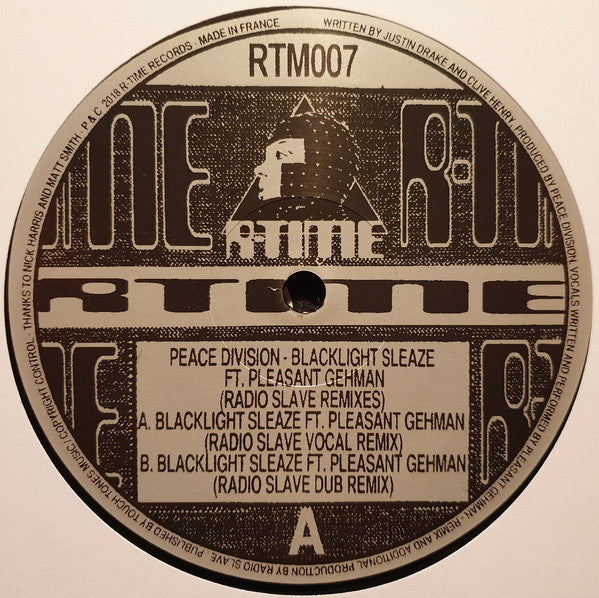 RTM007
R-TIME
R-TIME
PEACE DIVISION - BLACKLIGHT SLEAZE
FT. PLEASANT GEHMAN
(RADIO SLAVE REMIXES)
A. BLACKLIGHT SLEAZE FT. PLEASANT GEHMAN
(RADIO SLAVE VOCAL REMIX)
B. BLACKLIGHT SLEAZE FT. PLEASANT GEHMAN
(RADIO SLAVE DUB REMIX)
A
WRITTEN BY JUSTIN DRAKE AND CLIVE HENRY PRODUCED BY PEACE DIVISION. VOCALS WRITTEN AND PERFORMED BY PLEASANT GEHMAN - REMIX AND ADDITIONAL PRODUCTION BY RADIO SLAVE. PUBLISHED BY TOUCH TONES MUSIC / COPYRIGHT CONTROL - THANKS TO NICK HARRIS AND MATT SMITH - P & C 2018 R-TIME RECORDS - MADE IN FRANCE